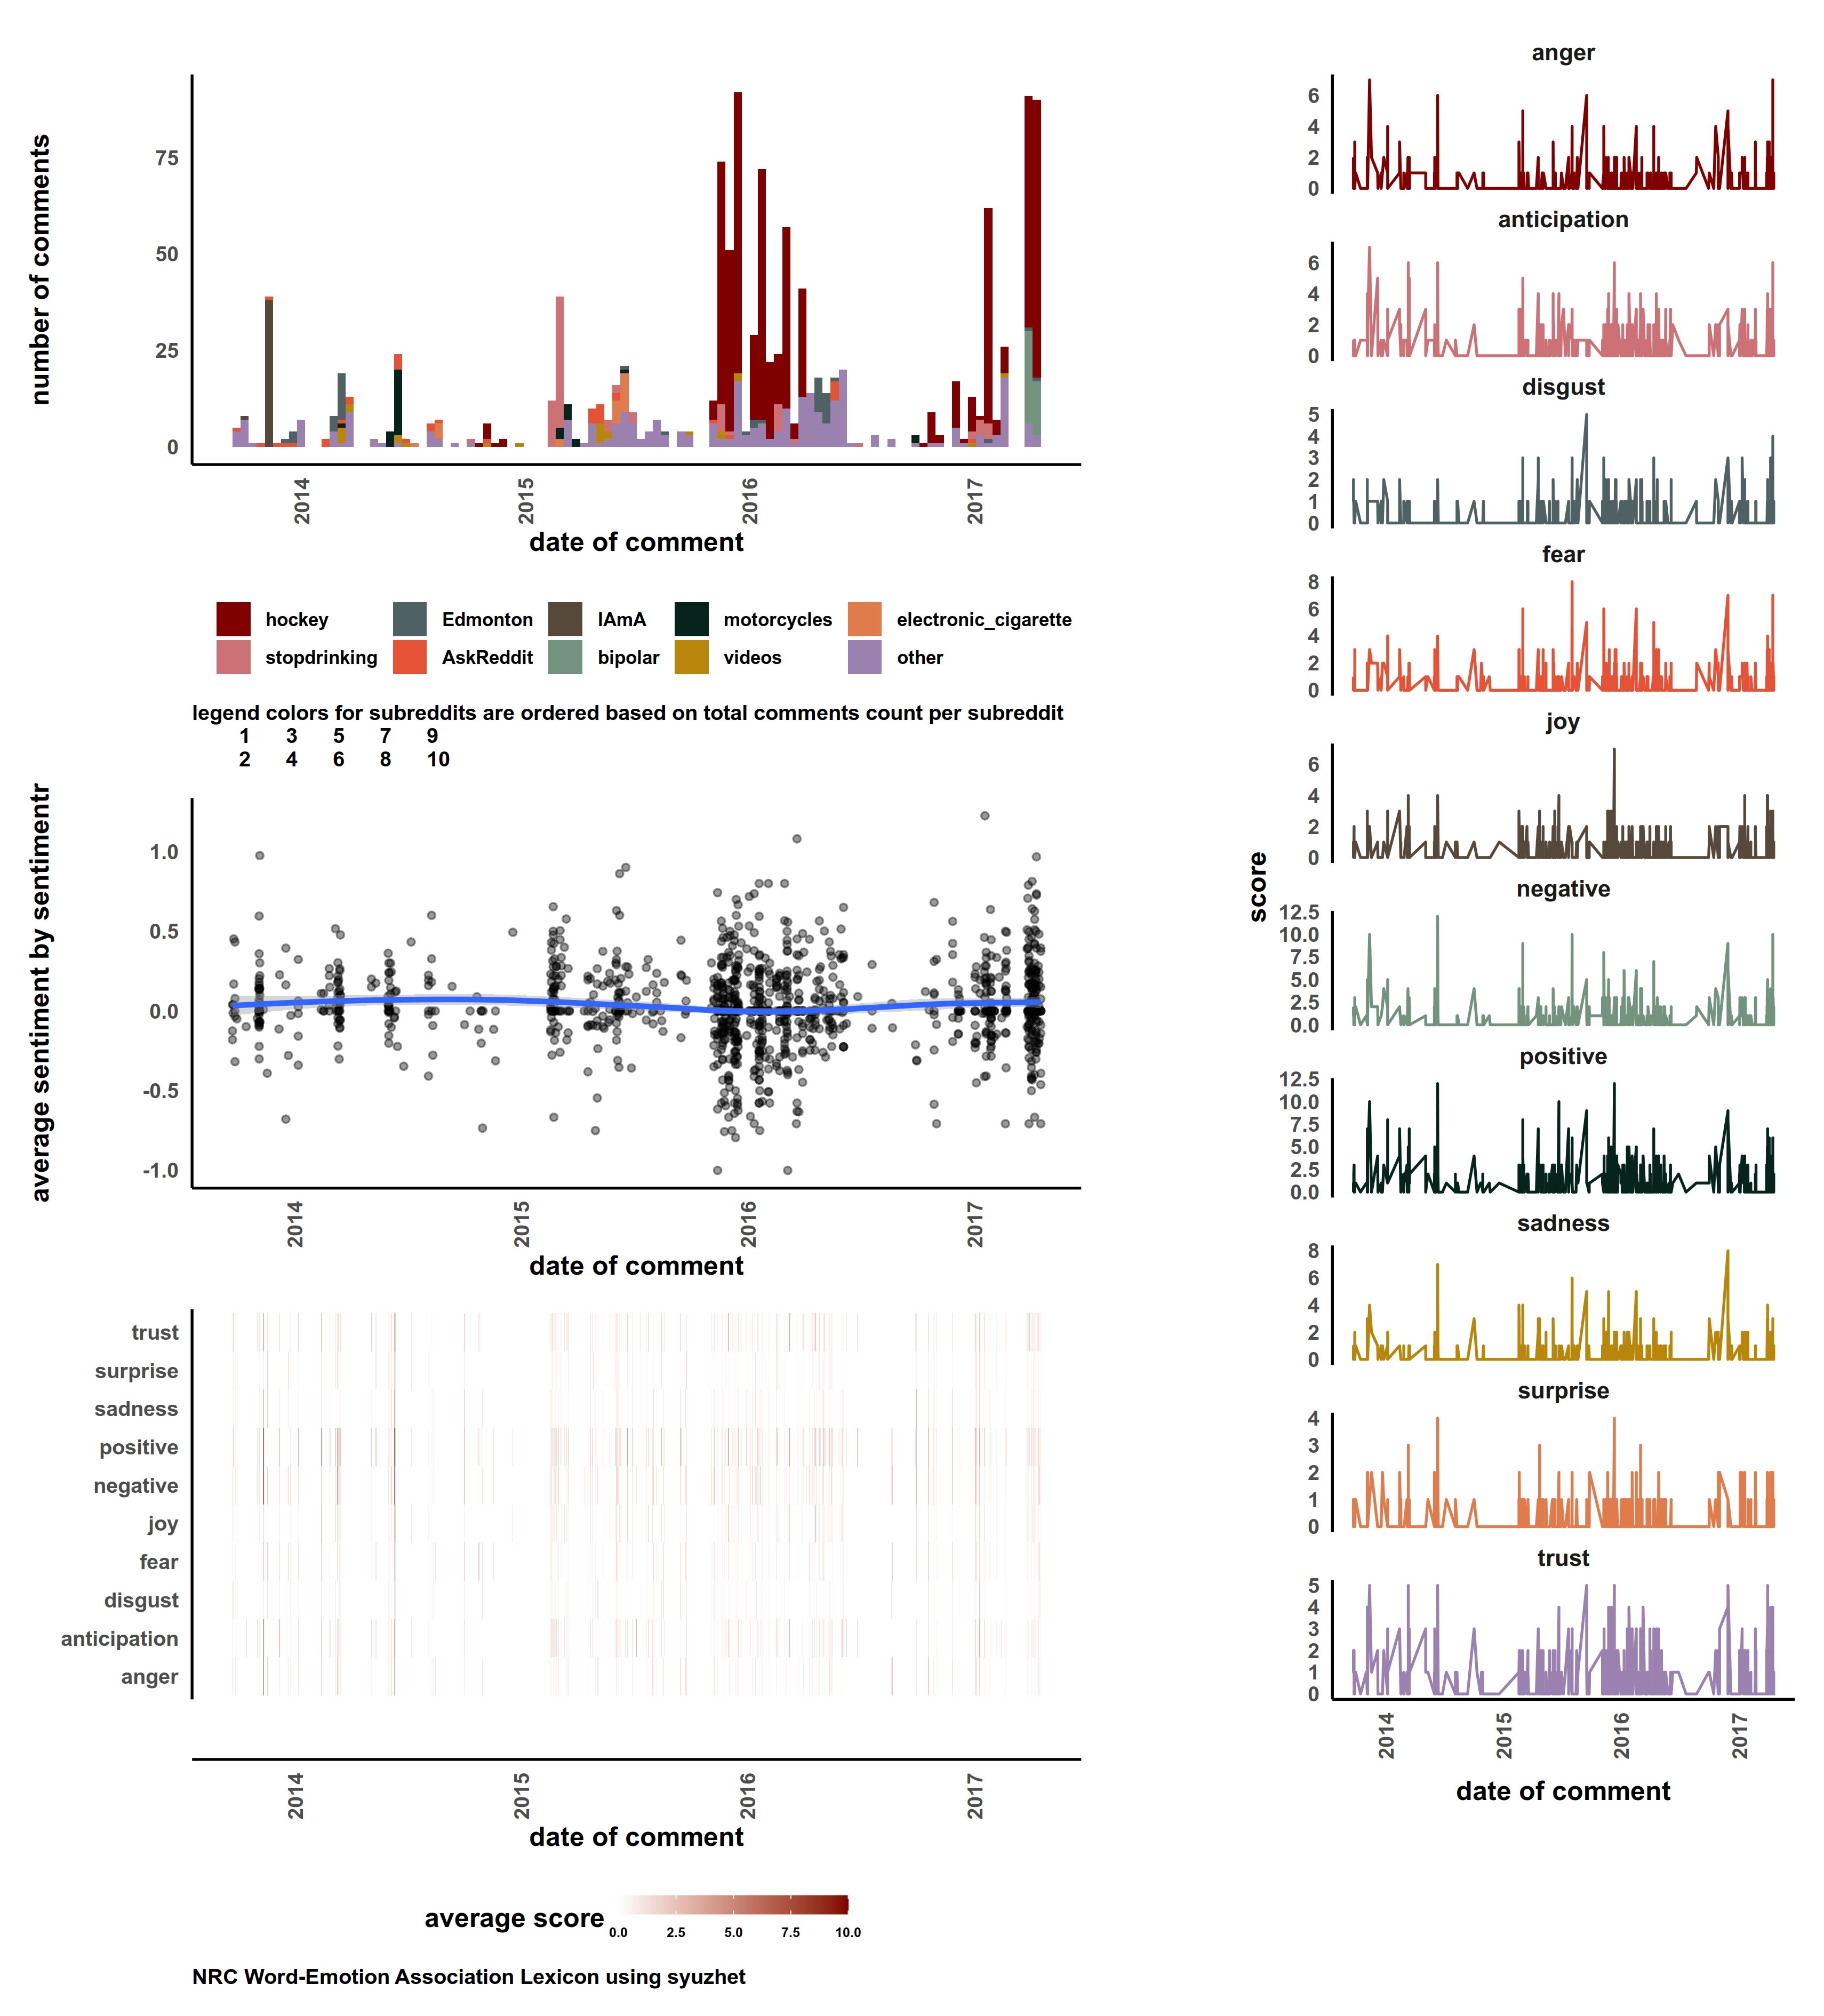 number of comments
75
50
25
0
2014 2015 2016 2017
date of comment
hockey Edmonton IAmA motorcycles electronic_cigarette
stopdrinking AskReddit bipolar videos other
legend colors for subreddits are ordered based on total comments count per subreddit
1 3 5 7 9
2 4 6 8 10
average sentiment by sentimentr
1.0
0.5
0.0
-0.5
-1.0
2014 2015 2016 2017
date of comment
trust
surprise
sadness
positive
negative
joy
fear
disgust
anticipation
anger
2014 2015 2016 2017
date of comment
average score
0.0 2.5 5.0 7.5 10.0
NRC Word-Emotion Association Lexicon using syuzhet
score
anger
6
4
2
0
anticipation
6
4
2
0
disgust
5
4
3
2
1
0
fear
8
6
4
2
0
joy
6
4
2
0
negative
12.5
10.0
7.5
5.0
2.5
0.0
positive
12.5
10.0
7.5
5.0
2.5
0.0
sadness
8
6
4
2
0
surprise
4
3
2
1
0
trust
5
4
3
2
1
0
2014 2015 2016 2017
date of comment